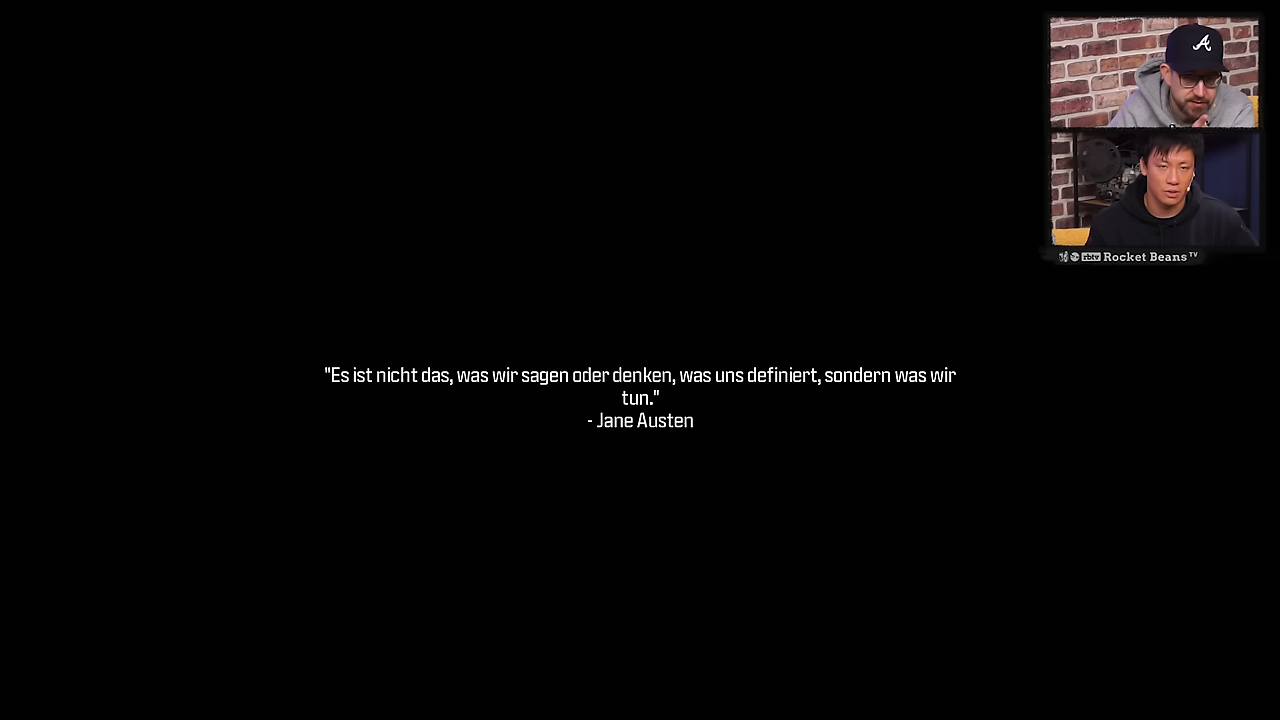 "Es ist nicht das, was wir sagen oder denken, was uns definiert, sondern was wir
tun."
- Jane Austen
A
rbtv Rocket Beans TV